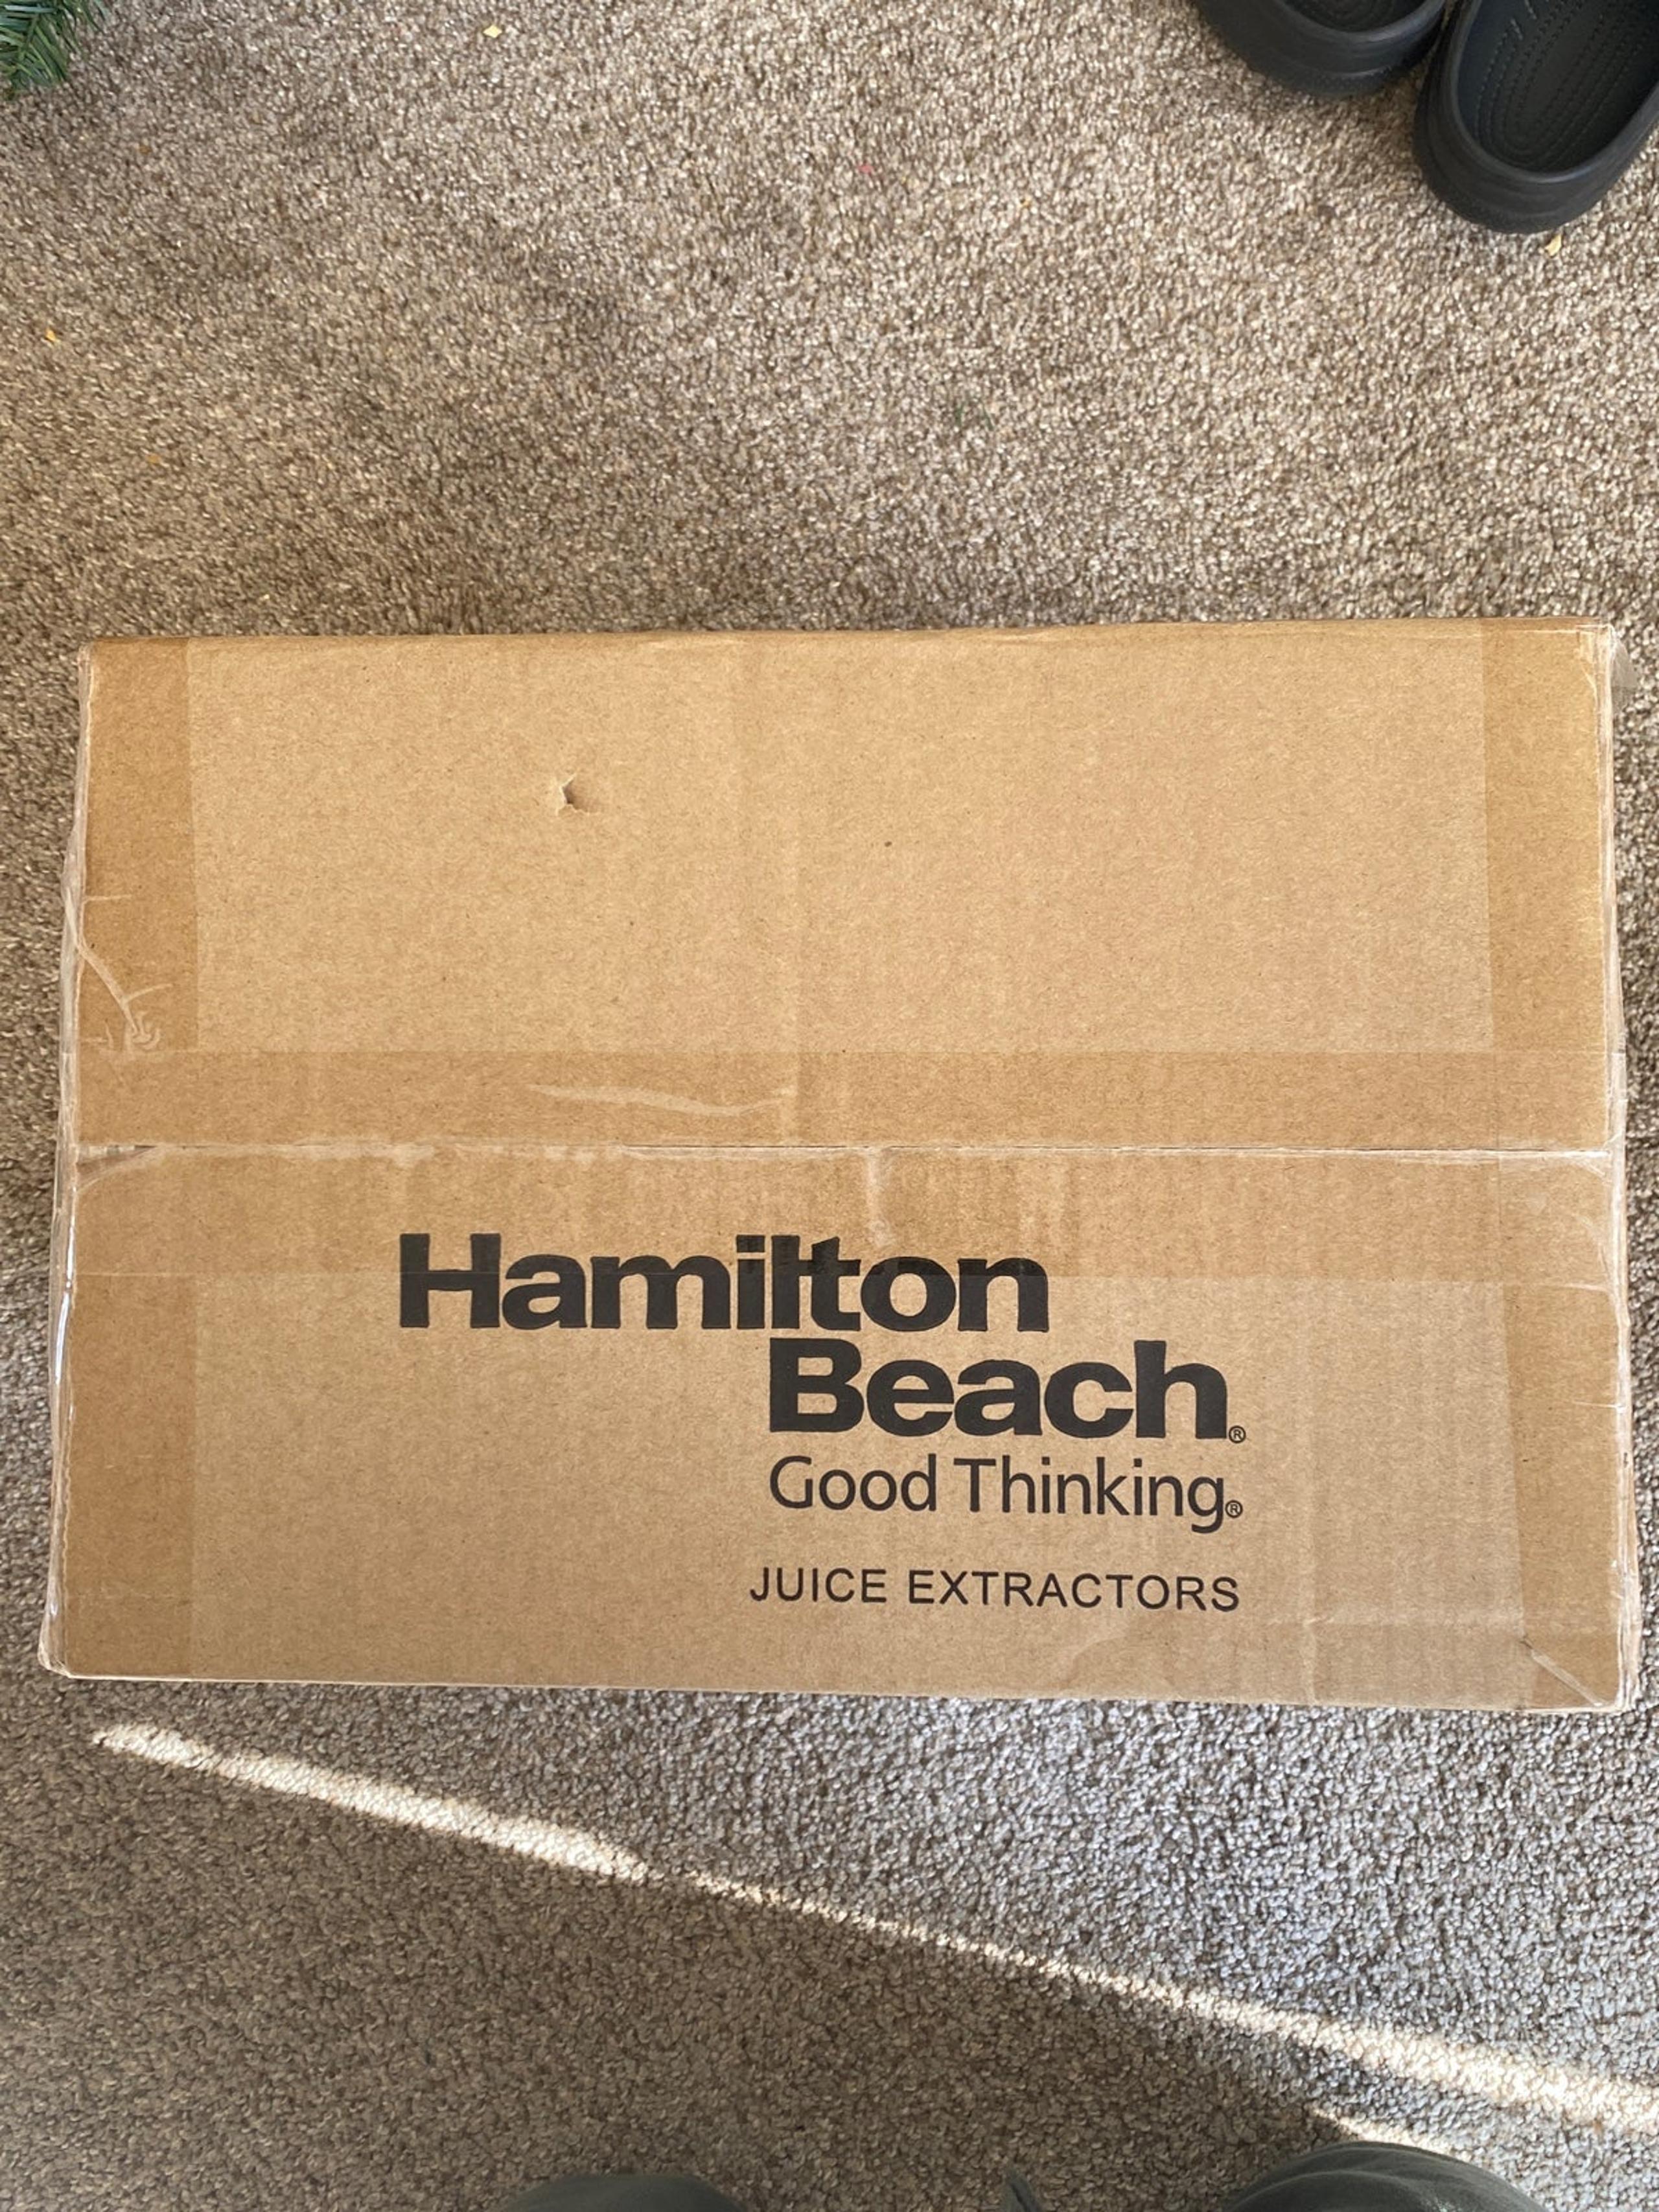 Hamilton
Beach®
Good Thinking®
JUICE EXTRACTORS